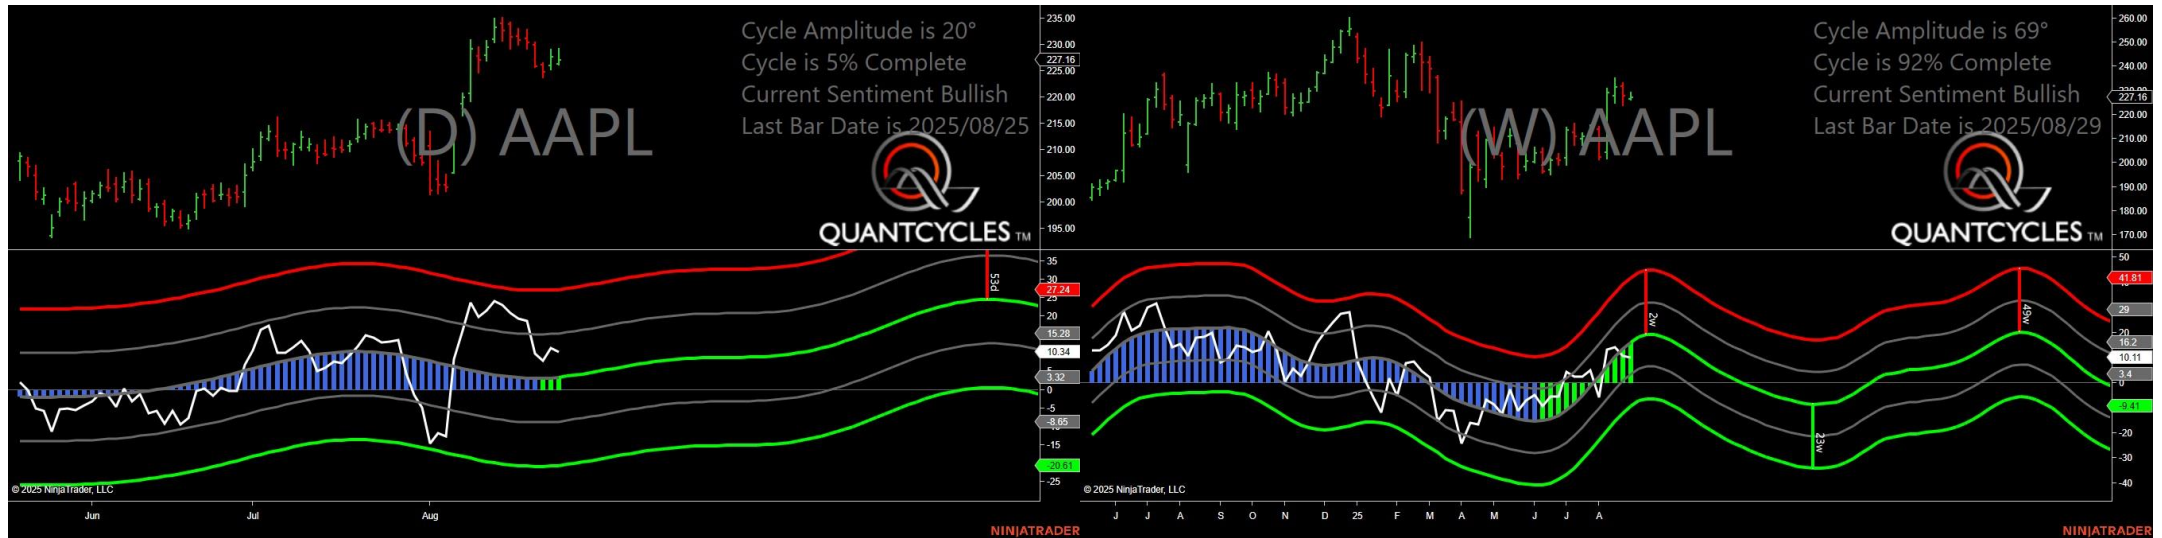 Cycle Amplitude is 20°
Cycle is 5% Complete
Current Sentiment Bullish
Last Bar Date is 2025/08/25
(D) AAPL
QUANTCYCLES TM
235.00
230.00
227.16
225.00
220.00
215.00
210.00
205.00
200.00
195.00
53d
35
30
27.24
25
20
15.28
10.34
5
3.32
0
-5
-8.65
-15
-20.61
-25
© 2025 NinjaTrader, LLC
Jun Jul Aug
NINJATRADER
Cycle Amplitude is 69°
Cycle is 92% Complete
Current Sentiment Bullish
Last Bar Date is 2025/08/29
(W) AAPL
QUANTCYCLES TM
260.00
250.00
240.00
230.00
227.16
220.00
210.00
200.00
190.00
180.00
170.00
2w
23w
49w
50
41.81
29
20
16.2
10.11
3.4
0
-9.41
-20
-30
-40
© 2025 NinjaTrader, LLC
J J A S O N D 25 F M A M J J A
NINJATRADER